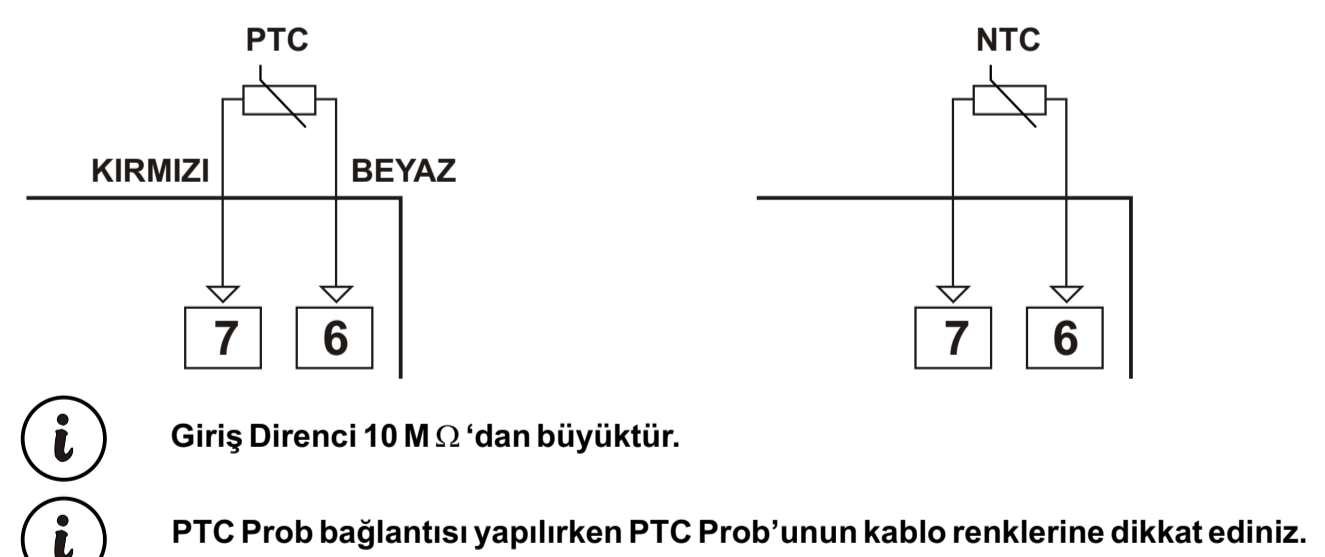 PTC
NTC
KIRMIZI BEYAZ
7 6
7 6
i Giriş Direnci 10 M Ω ‘dan büyüktür.
i PTC Prob bağlantısı yapılırken PTC Prob’unun kablo renklerine dikkat ediniz.